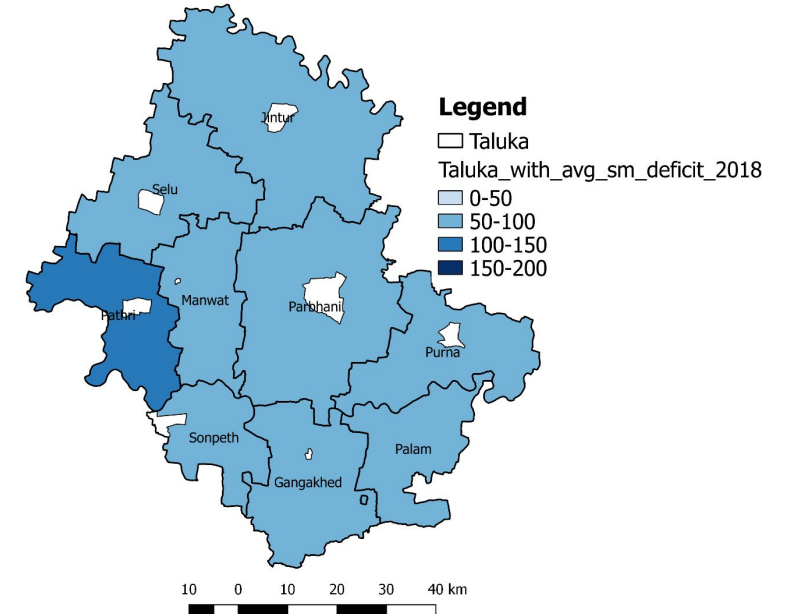 Jintur
Selu
Pathri
Manwat
Parbhani
Purna
Sonpeth
Gangakhed
Palam
Legend
Taluka
Taluka_with_avg_sm_deficit_2018
0-50
50-100
100-150
150-200
10 0 10 20 30 40 km